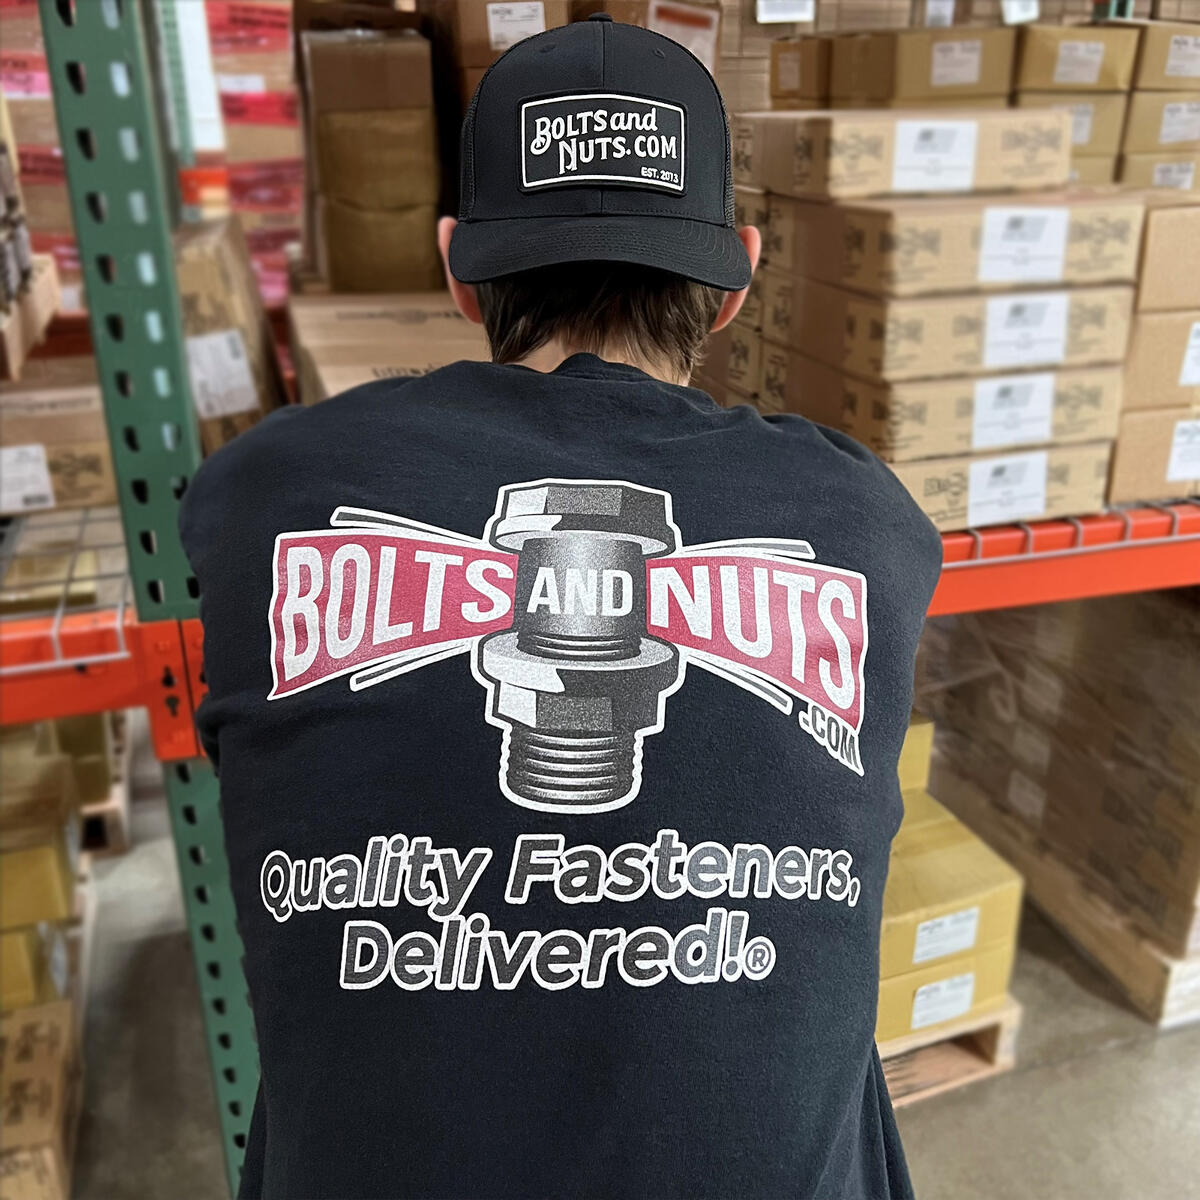 BOLTS and
NUTS.COM
EST. 2013
BOLTS AND NUTS
.COM
Quality Fasteners,
Delivered!®